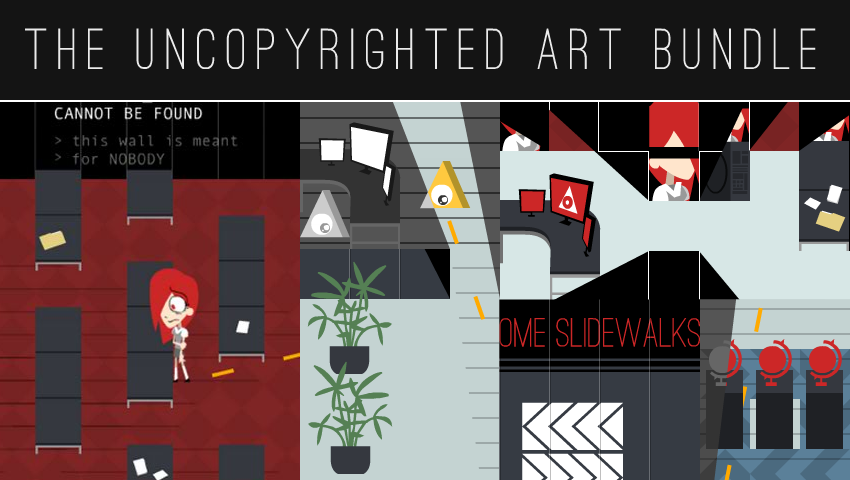 THE UNCOPYRIGHTED ART BUNDLE
CANNOT BE FOUND
> this wall is meant
> for NOBODY
OME SLIDEWALKS